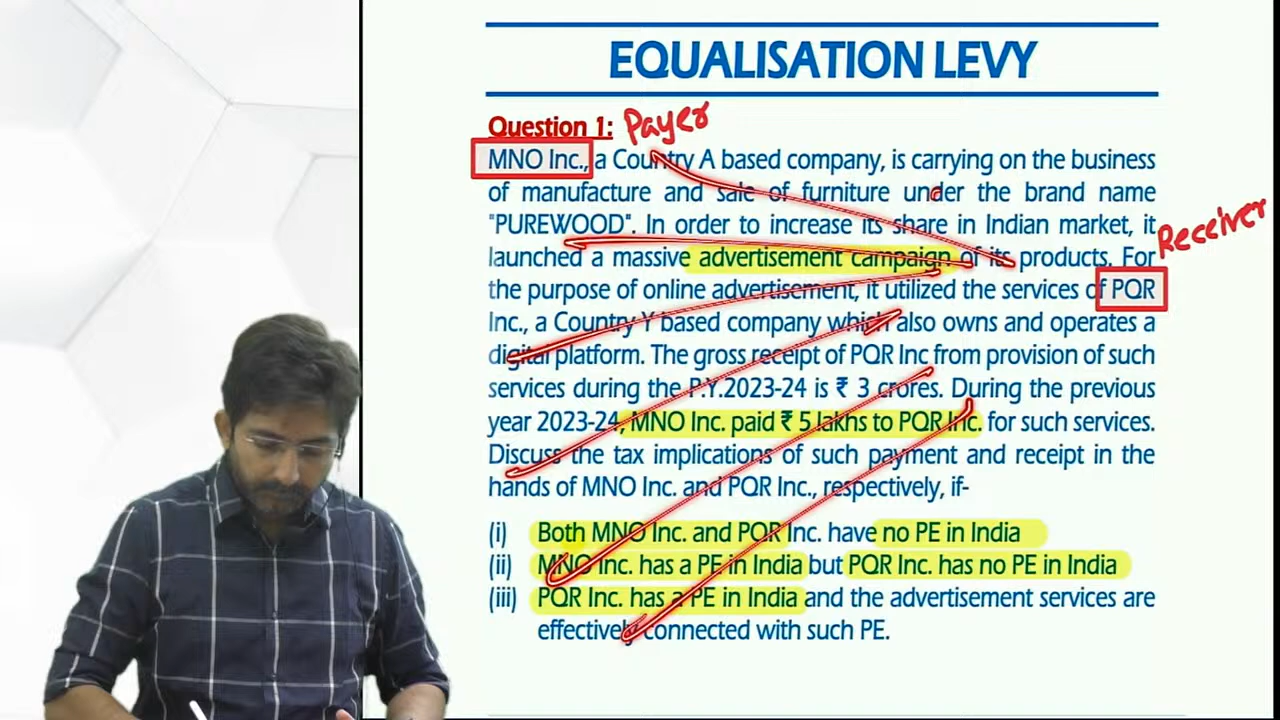 EQUALISATION LEVY
Question 1: Payer
MNO Inc., a Country A based company, is carrying on the business
of manufacture and sale of furniture under the brand name
"PUREWOOD". In order to increase its share in Indian market, it
Receiver
launched a massive advertisement campaign of its products. For
the purpose of online advertisement, it utilized the services of PQR
Inc., a Country Y based company which also owns and operates a
digital platform. The gross receipt of PQR Inc from provision of such
services during the P.Y.2023-24 is ₹ 3 crores. During the previous
year 2023-24, MNO Inc. paid ₹ 5 lakhs to PQR Inc. for such services.
Discuss the tax implications of such payment and receipt in the
hands of MNO Inc. and PQR Inc., respectively, if-
(i) Both MNO Inc. and PQR Inc. have no PE in India
(ii) MNO Inc. has a PE in India but PQR Inc. has no PE in India
(iii) PQR Inc. has a PE in India and the advertisement services are
effectively connected with such PE.